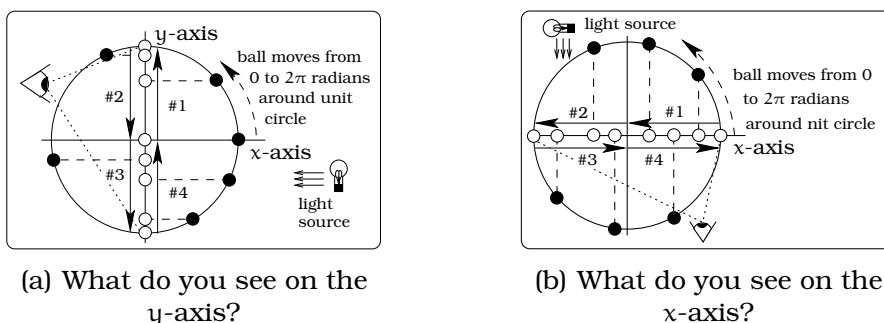 y-axis
ball moves from
0 to 2π radians
around unit
circle
#2
#1
x-axis
#3
#4
light
source
(a) What do you see on the
y-axis?
light source
ball moves from 0
to 2π radians
around nit circle
#2
#1
x-axis
#3
#4
(b) What do you see on the
x-axis?